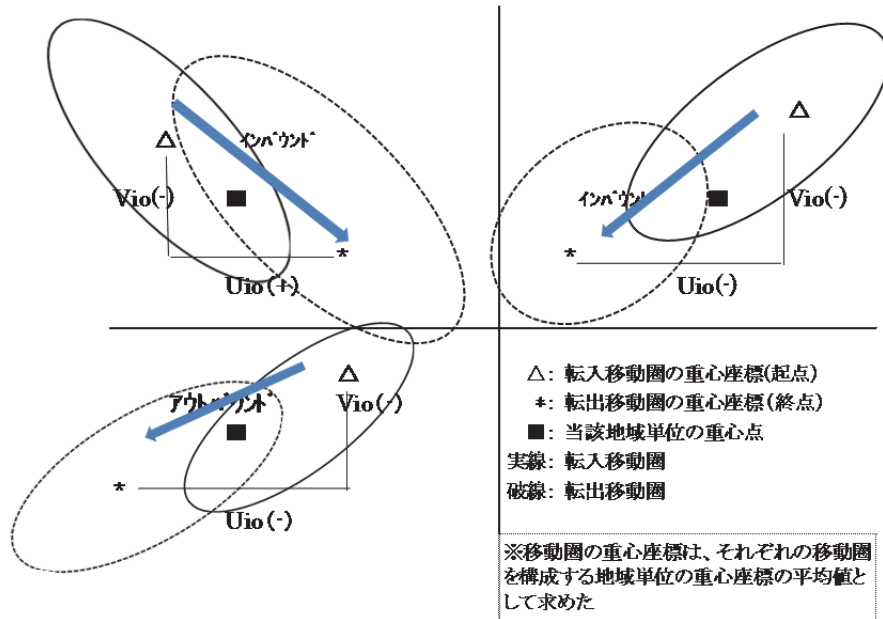 インバウンド
Vio(-)
Uio(+)
インバウンド
Vio(-)
Uio(-)
アウトバウンド
Vio(-)
Uio(-)
△: 転入移動圏の重心座標(起点)
*: 転出移動圏の重心座標(終点)
■: 当該地域単位の重心点
実線: 転入移動圏
破線: 転出移動圏
※移動圏の重心座標は、それぞれの移動圏
を構成する地域単位の重心座標の平均値と
して求めた